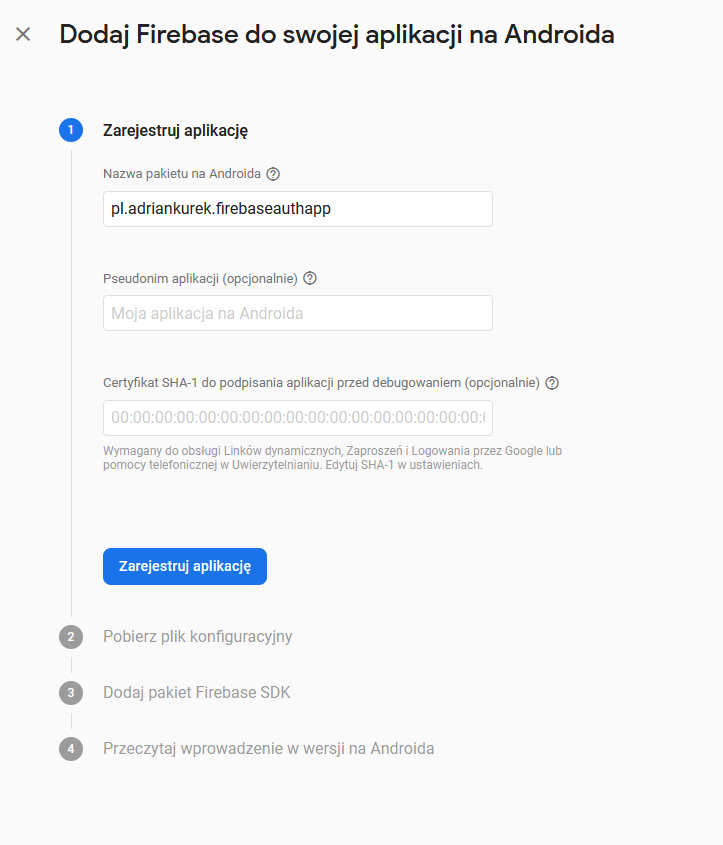 Dodaj Firebase do swojej aplikacji na Androida
1
Zarejestruj aplikację
Nazwa pakietu na Androida
pl.adriankurek.firebaseauthapp
Pseudonim aplikacji (opcjonalnie)
Moja aplikacja na Androida
Certyfikat SHA-1 do podpisania aplikacji przed debugowaniem (opcjonalnie)
00:00:00:00:00:00:00:00:00:00:00:00:00:00:00:00:00:
Wymagany do obsługi Linków dynamicznych, Zaproszeń i Logowania przez Google lub
pomocy telefonicznej w Uwierzytelnianiu. Edytuj SHA-1 w ustawieniach.
Zarejestruj aplikację
2
Pobierz plik konfiguracyjny
3
Dodaj pakiet Firebase SDK
4
Przeczytaj wprowadzenie w wersji na Androida